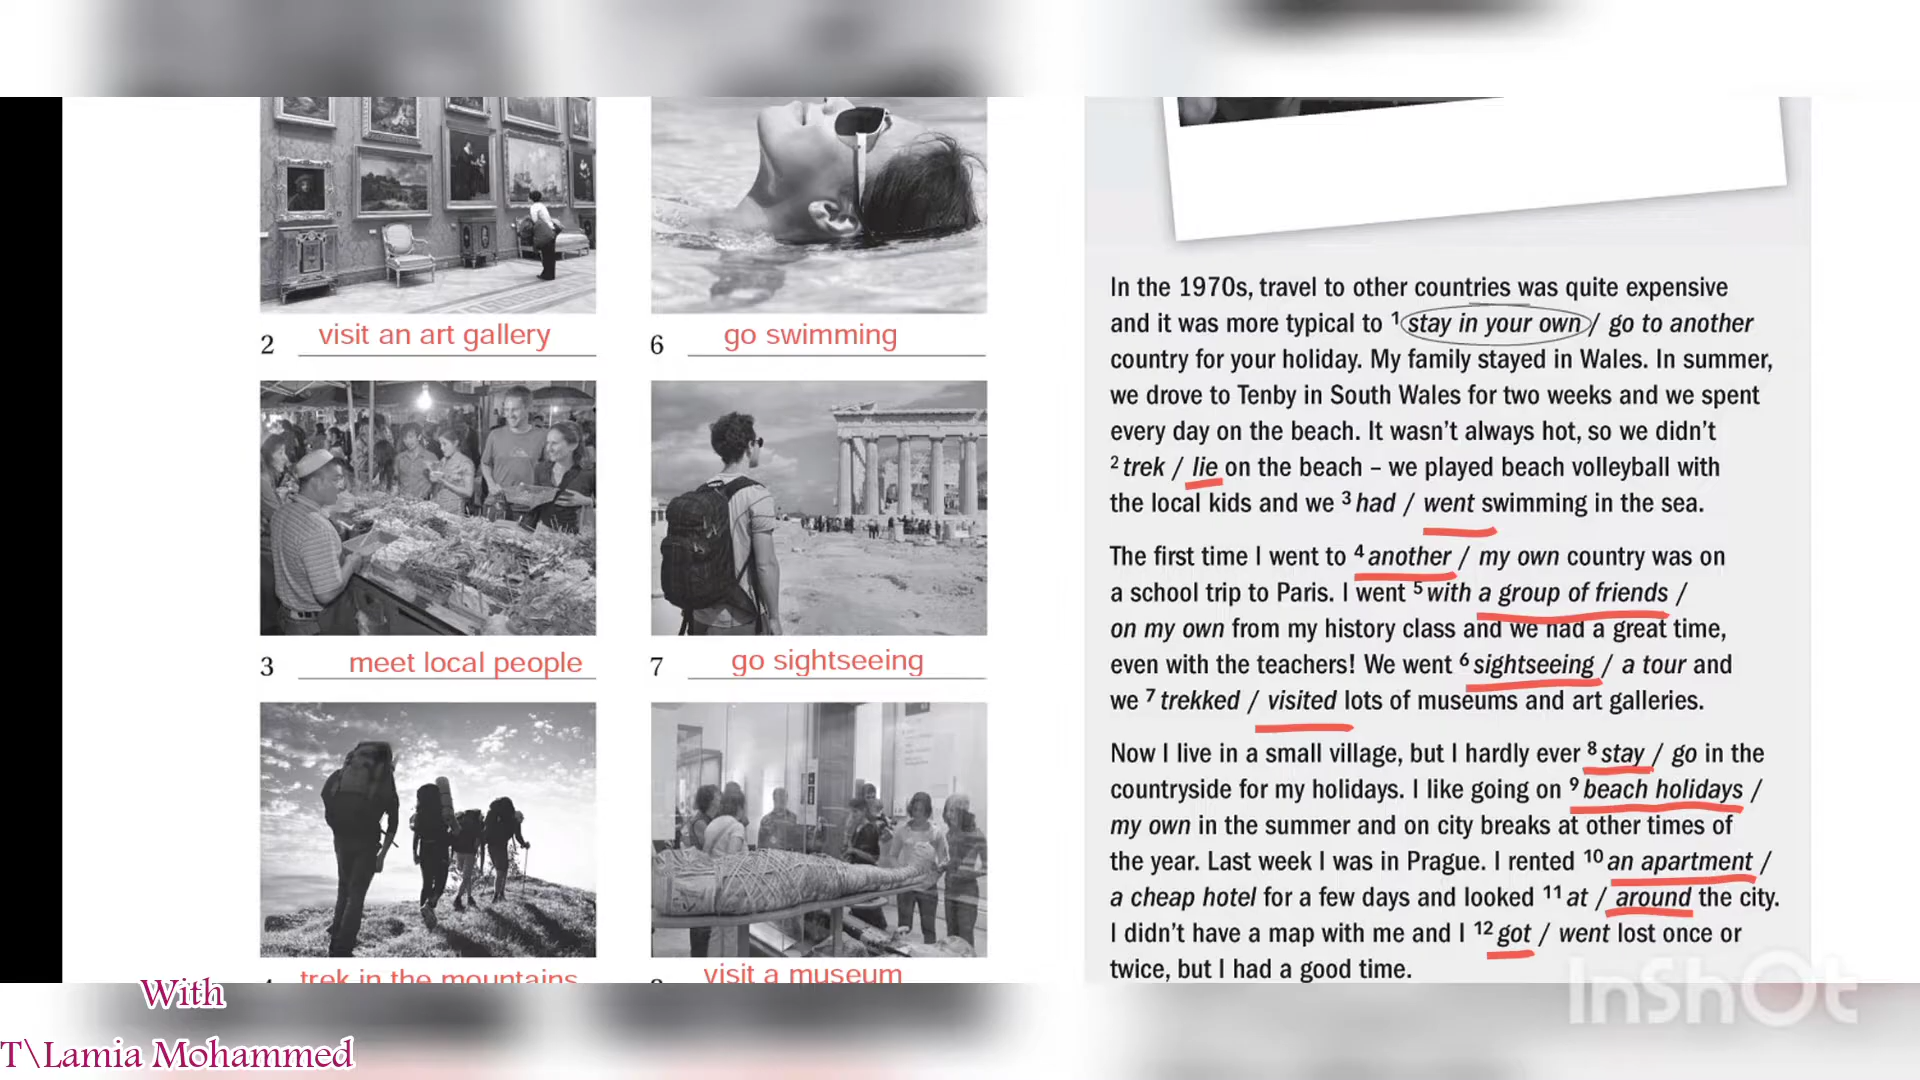 2 visit an art gallery
6 go swimming
3 meet local people
7 go sightseeing
trek in the mountains
visit a museum
In the 1970s, travel to other countries was quite expensive
and it was more typical to ¹ stay in your own / go to another
country for your holiday. My family stayed in Wales. In summer,
we drove to Tenby in South Wales for two weeks and we spent
every day on the beach. It wasn't always hot, so we didn't
² trek / lie on the beach – we played beach volleyball with
the local kids and we ³ had / went swimming in the sea.
The first time I went to ⁴ another / my own country was on
a school trip to Paris. I went ⁵ with a group of friends /
on my own from my history class and we had a great time,
even with the teachers! We went ⁶ sightseeing / a tour and
we ⁷ trekked / visited lots of museums and art galleries.
Now I live in a small village, but I hardly ever ⁸ stay / go in the
countryside for my holidays. I like going on ⁹ beach holidays /
my own in the summer and on city breaks at other times of
the year. Last week I was in Prague. I rented ¹⁰ an apartment /
a cheap hotel for a few days and looked ¹¹ at / around the city.
I didn't have a map with me and I ¹² got / went lost once or
twice, but I had a good time.
With
T\Lamia Mohammed
InShOt